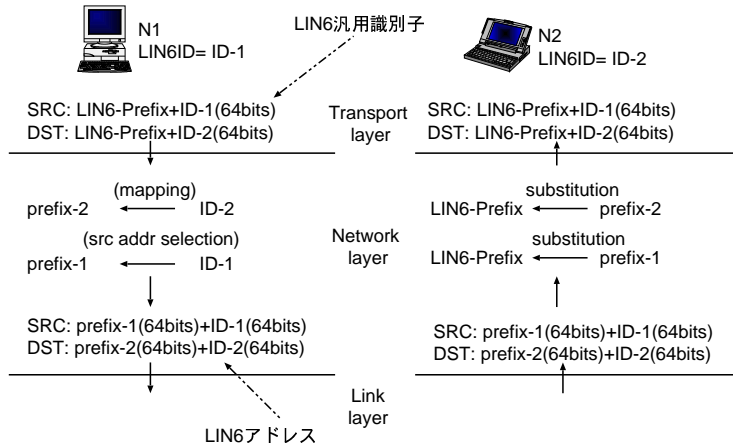 N1
LIN6ID= ID-1
LIN6汎用識別子
N2
LIN6ID= ID-2
SRC: LIN6-Prefix+ID-1(64bits)
DST: LIN6-Prefix+ID-2(64bits)
Transport
layer
SRC: LIN6-Prefix+ID-1(64bits)
DST: LIN6-Prefix+ID-2(64bits)
(mapping)
prefix-2
ID-2
(src addr selection)
prefix-1
ID-1
Network
layer
substitution
LIN6-Prefix
prefix-2
substitution
LIN6-Prefix
prefix-1
SRC: prefix-1(64bits)+ID-1(64bits)
DST: prefix-2(64bits)+ID-2(64bits)
SRC: prefix-1(64bits)+ID-1(64bits)
DST: prefix-2(64bits)+ID-2(64bits)
Link
layer
LIN6アドレス